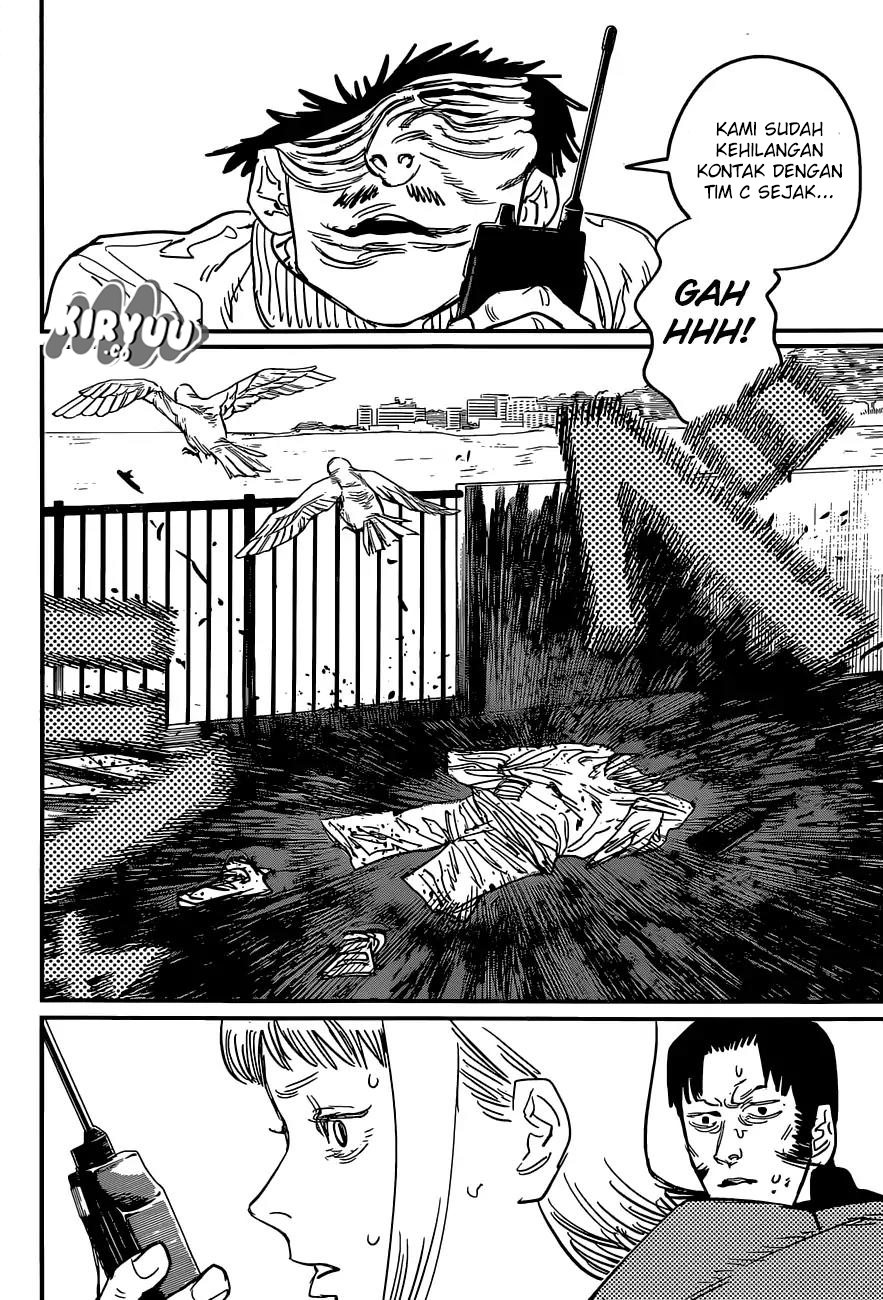 KAMI SUDAH
KEHILANGAN
KONTAK DENGAN
TIM C SEJAK...
GAH
HHH!
KIRYUU
.CO